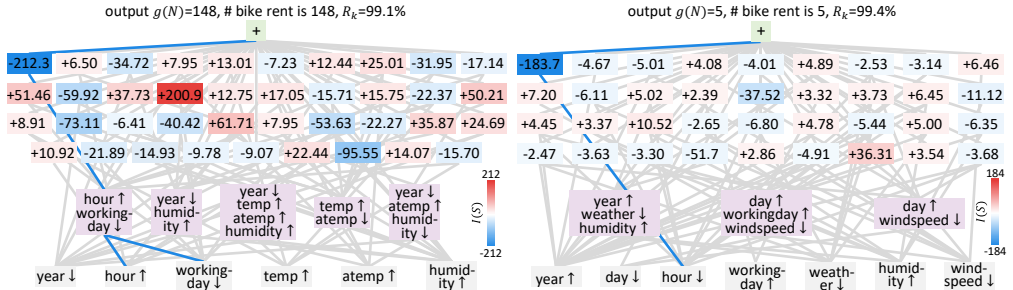 output g(N)=148, # bike rent is 148, R_k=99.1%
+
-212.3 +6.50 -34.72 +7.95 +13.01 -7.23 +12.44 +25.01 -31.95 -17.14
+51.46 -59.92 +37.73 +200.9 +12.75 +17.05 -15.71 +15.75 -22.37 +50.21
+8.91 -73.11 -6.41 -40.42 +61.71 +7.95 -53.63 -22.27 +35.87 +24.69
+10.92 -21.89 -14.93 -9.78 -9.07 +22.44 -95.55 +14.07 -15.70
212
I(S)
-212
hour ↑
working-
day ↓
year ↓
humid-
ity ↑
year ↓
temp ↑
atemp ↑
humidity ↑
temp ↑
atemp ↓
year ↓
atemp ↑
humid-
ity ↓
year ↓
hour ↑
working-
day ↓
temp ↑
atemp ↑
humid-
ity ↑
output g(N)=5, # bike rent is 5, R_k=99.4%
+
-183.7 -4.67 -5.01 +4.08 -4.01 +4.89 -2.53 -3.14 +6.46
+7.20 -6.11 +5.02 +2.39 -37.52 +3.32 +3.73 +6.45 -11.12
+4.45 +3.37 +10.52 -2.65 -6.80 +4.78 -5.44 +5.00 -6.35
-2.47 -3.63 -3.30 -51.7 +2.86 -4.91 +36.31 +3.54 -3.68
184
I(S)
-184
year ↑
weather ↓
humidity ↑
day ↑
workingday ↑
windspeed ↓
day ↑
windspeed ↓
year ↑
day ↓
hour ↓
working-
day ↑
weath-
er ↓
humid-
ity ↑
wind-
speed ↓